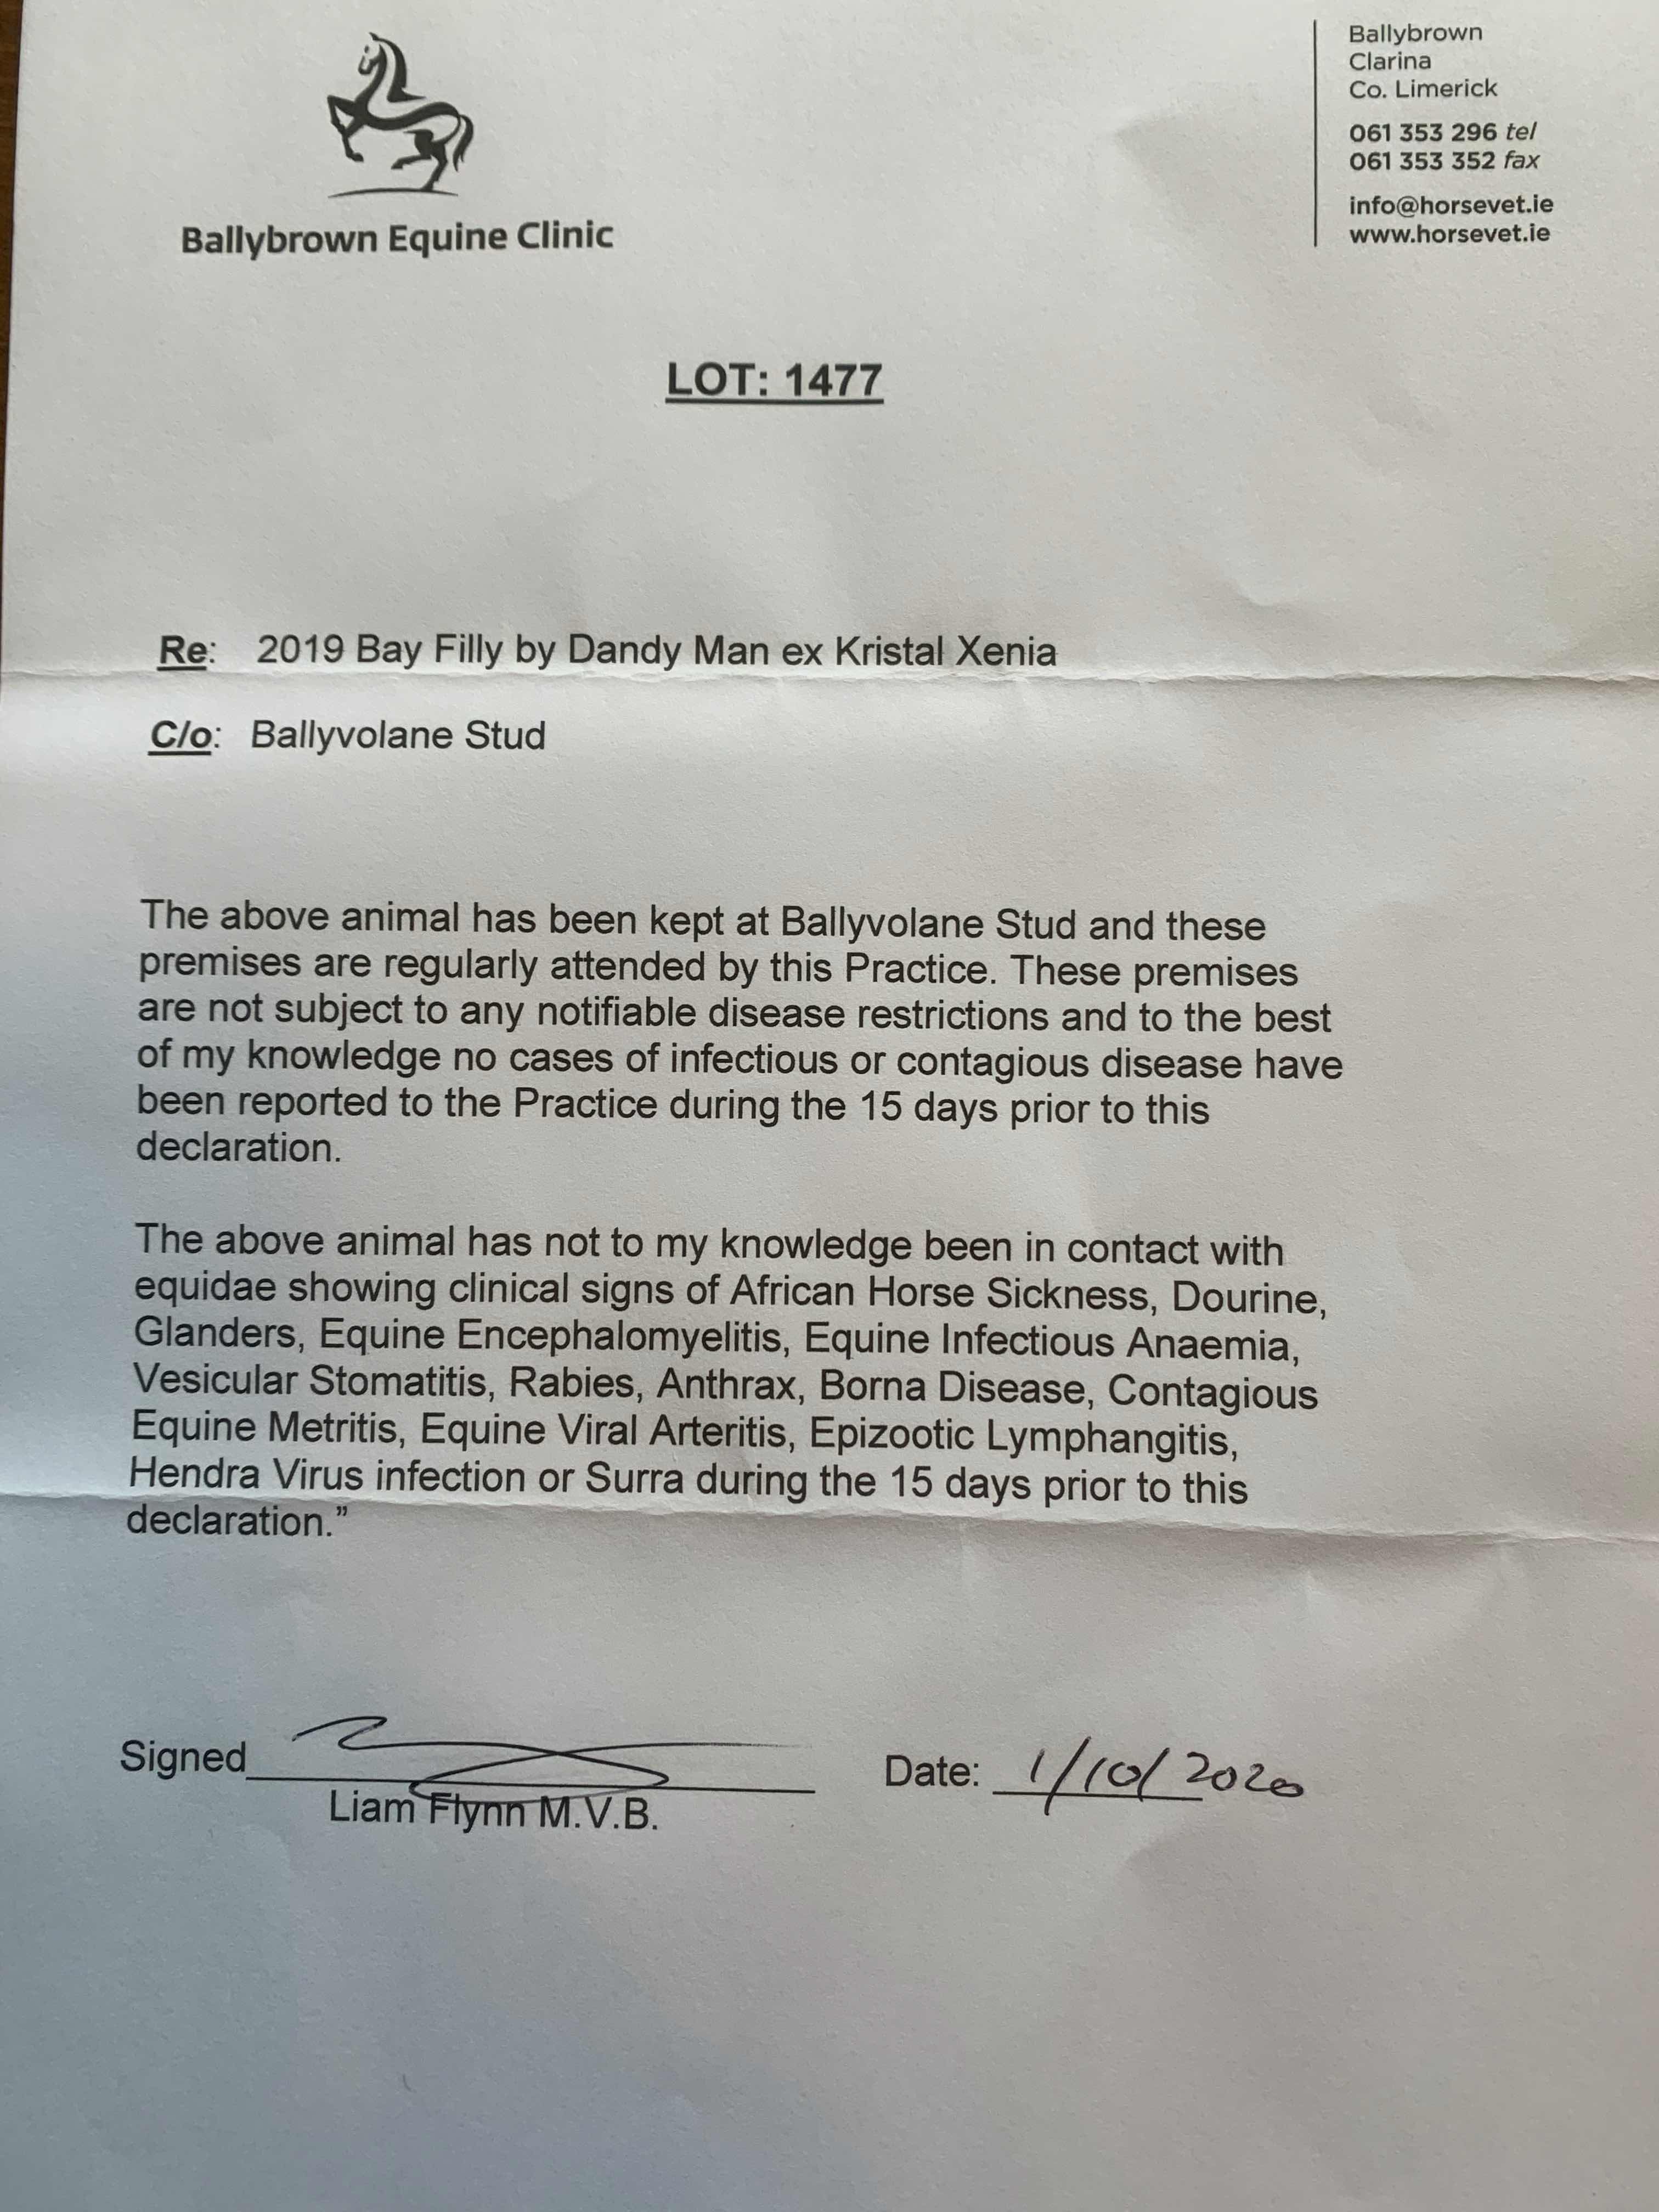 Ballybrown Equine Clinic
Ballybrown
Clarina
Co. Limerick
061 353 296 tel
061 353 352 fax
info@horsevet.ie
www.horsevet.ie
LOT: 1477
Re: 2019 Bay Filly by Dandy Man ex Kristal Xenia
C/o: Ballyvolane Stud
The above animal has been kept at Ballyvolane Stud and these
premises are regularly attended by this Practice. These premises
are not subject to any notifiable disease restrictions and to the best
of my knowledge no cases of infectious or contagious disease have
been reported to the Practice during the 15 days prior to this
declaration.
The above animal has not to my knowledge been in contact with
equidae showing clinical signs of African Horse Sickness, Dourine,
Glanders, Equine Encephalomyelitis, Equine Infectious Anaemia,
Vesicular Stomatitis, Rabies, Anthrax, Borna Disease, Contagious
Equine Metritis, Equine Viral Arteritis, Epizootic Lymphangitis,
Hendra Virus infection or Surra during the 15 days prior to this
declaration.”
Signed Date: 1/10/2020
Liam Flynn M.V.B.